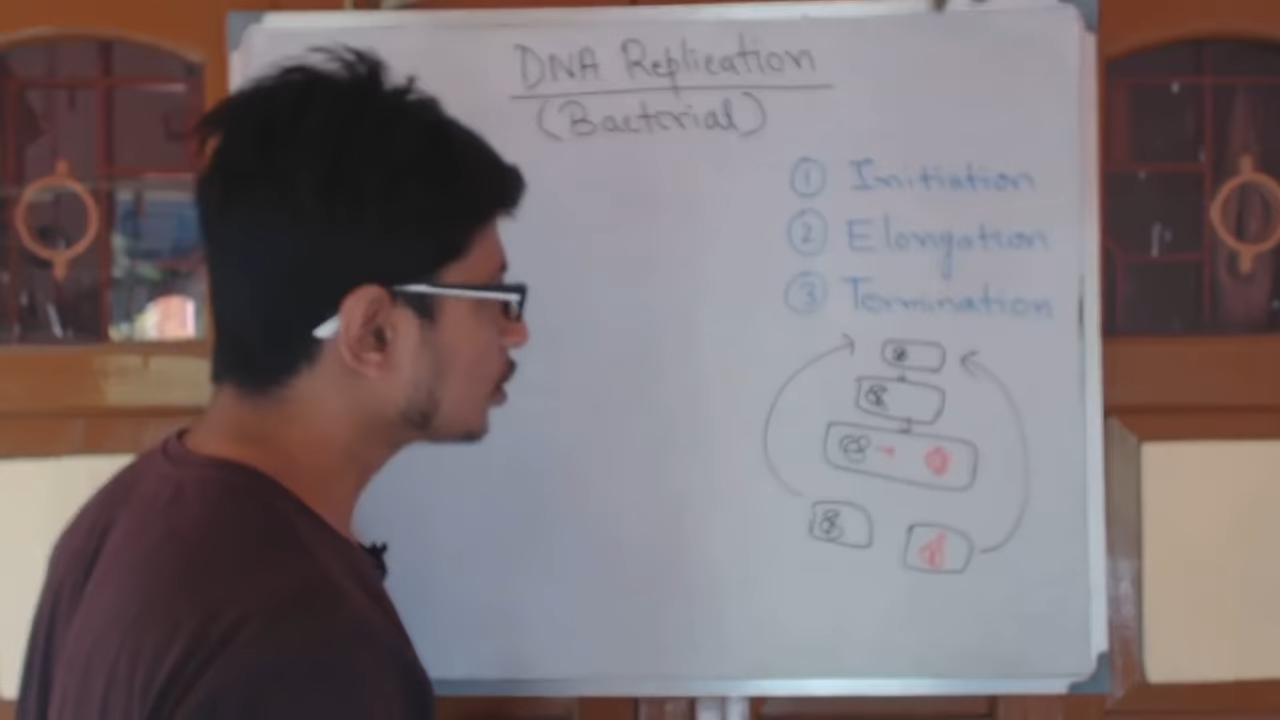 DNA Replication
(Bacterial)
① Initiation
② Elongation
③ Termination